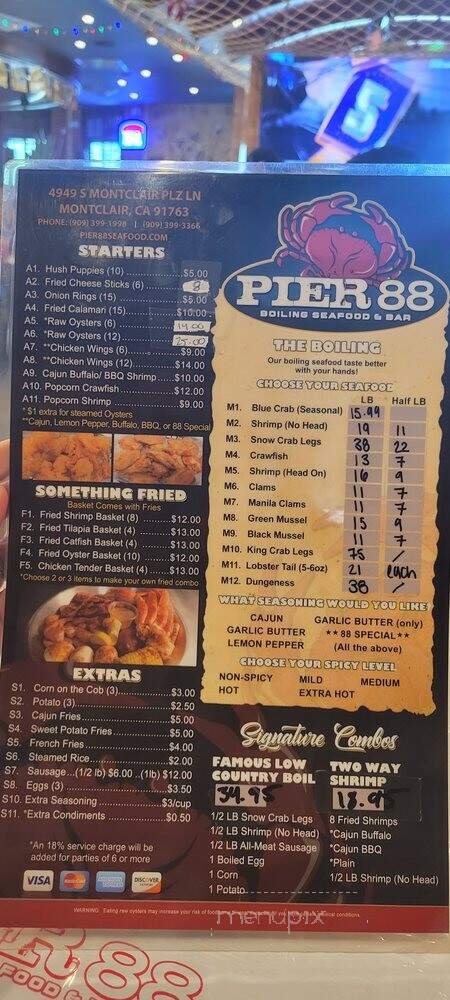 4949 S MONTCLAIR PLZ LN
MONTCLAIR, CA 91763
PHONE: (909) 399-1998 | (909) 399-3366
PIER88SEAFOOD.COM
STARTERS
A1. Hush Puppies (10) $5.00
A2. Fried Cheese Sticks (6) 8
A3. Onion Rings (15) $5.00
A4. Fried Calamari (15) $10.00
A5. *Raw Oysters (6) 14.00
A6. *Raw Oysters (12) 25.00
A7. **Chicken Wings (6) $9.00
A8. **Chicken Wings (12) $14.00
A9. Cajun Buffalo/ BBQ Shrimp $10.00
A10. Popcorn Crawfish $12.00
A11. Popcorn Shrimp $9.00
* $1 extra for steamed Oysters
**Cajun, Lemon Pepper, Buffalo, BBQ, or 88 Special
SOMETHING FRIED
Basket Comes with Fries
F1. Fried Shrimp Basket (8) $12.00
F2. Fried Tilapia Basket (4) $13.00
F3. Fried Catfish Basket (4) $13.00
F4. Fried Oyster Basket (10) $12.00
F5. Chicken Tender Basket (4) $13.00
*Choose 2 or 3 items to make your own fried combo
EXTRAS
S1. Corn on the Cob (3) $3.00
S2. Potato (3) $2.50
S3. Cajun Fries $5.00
S4. Sweet Potato Fries $5.00
S5. French Fries $4.00
S6. Steamed Rice $2.00
S7. Sausage ..(1/2 lb) $6.00 ..(1lb) $12.00
S8. Eggs (3) $3.50
S10. Extra Seasoning $3/cup
S11. *Extra Condiments $0.50
*An 18% service charge will be
added for parties of 6 or more
VISA
DISCOVER
PIER 88
BOILING SEAFOOD & BAR
THE BOILING
Our boiling seafood taste better
with your hands!
CHOOSE YOUR SEAFOOD
LB Half LB
M1. Blue Crab (Seasonal) 15.99
M2. Shrimp (No Head) 19 11
M3. Snow Crab Legs 38 22
M4. Crawfish 13 7
M5. Shrimp (Head On) 16 9
M6. Clams 11 7
M7. Manila Clams 11 7
M8. Green Mussel 15 9
M9. Black Mussel 11 7
M10. King Crab Legs 75 /
M11. Lobster Tail (5-6oz) 21 each
M12. Dungeness 38 /
WHAT SEASONING WOULD YOU LIKE
CAJUN GARLIC BUTTER (only)
GARLIC BUTTER **88 SPECIAL**
LEMON PEPPER (All the above)
CHOOSE YOUR SPICY LEVEL
NON-SPICY MILD MEDIUM
HOT EXTRA HOT
Signature Combos
FAMOUS LOW
COUNTRY BOIL
34.95
1/2 LB Snow Crab Legs
1/2 LB Shrimp (No Head)
1/2 LB All-Meat Sausage
1 Boiled Egg
1 Corn
1 Potato
TWO WAY
SHRIMP
18.95
8 Fried Shrimps
*Cajun Buffalo
*Cajun BBQ
*Plain
1/2 LB Shrimp (No Head)
WARNING: Eating raw oysters may increase your risk of
menupix
R 88
FOOD &